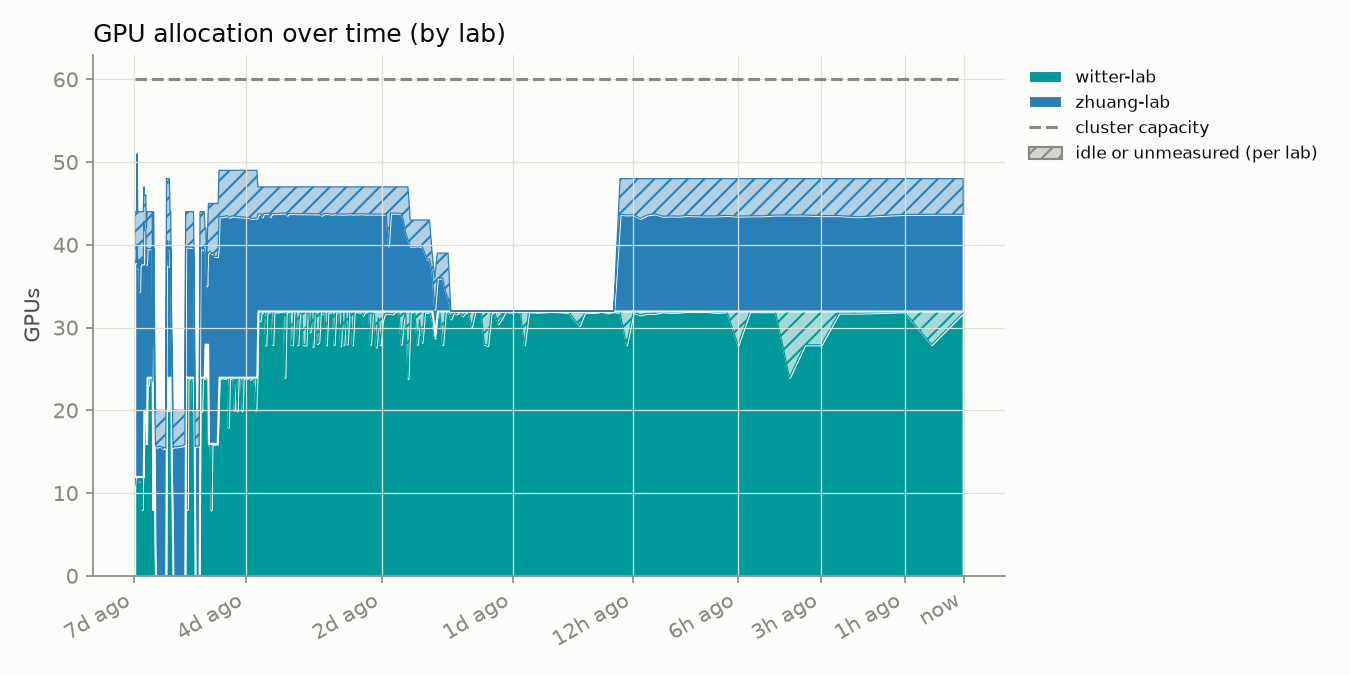 GPU allocation over time (by lab)
GPUs
60
50
40
30
20
10
0
7d ago
4d ago
2d ago
1d ago
12h ago
6h ago
3h ago
1h ago
now
witter-lab
zhuang-lab
cluster capacity
idle or unmeasured (per lab)